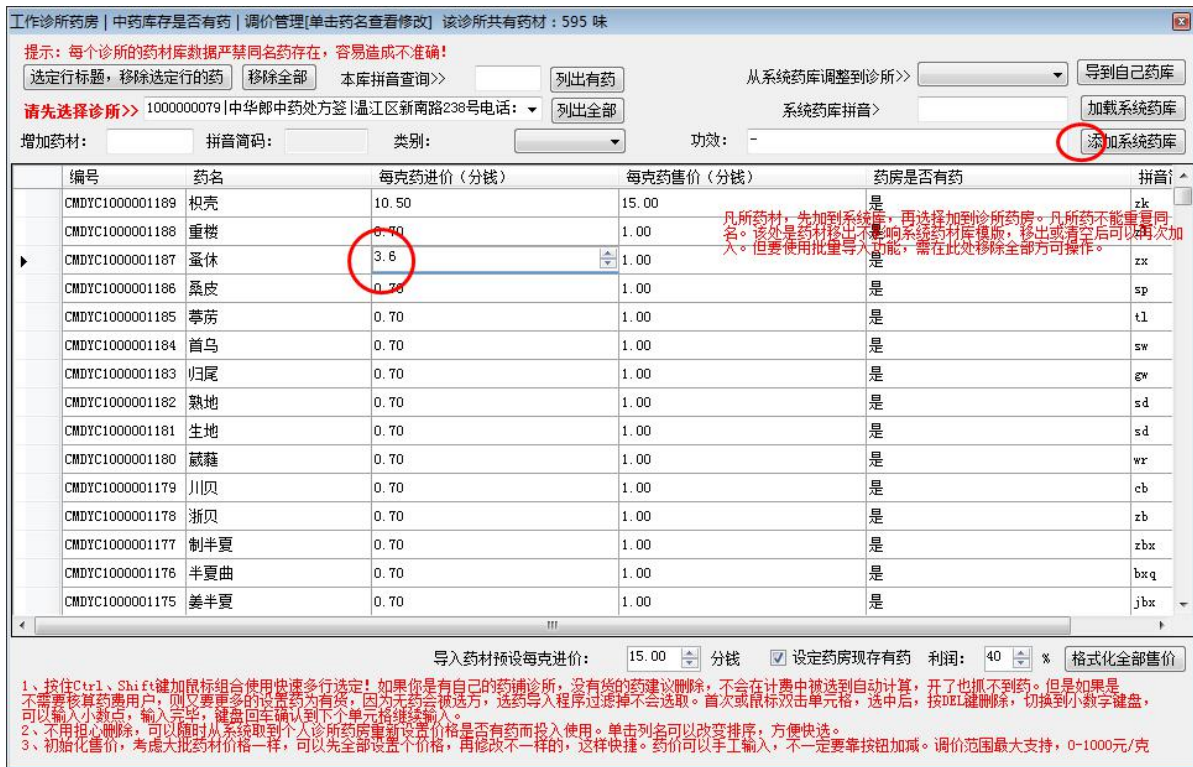 工作诊所药房 | 中药库存是否有药 | 调价管理[单击药名查看修改] 该诊所共有药材:595 味
提示: 每个诊所的药材库数据严禁同名药存在, 容易造成不准确!
选定行标题, 移除选定行的药 移除全部 本库拼音查询>> 列出有药 从系统药库调整到诊所>> 导到自己药库
请先选择诊所>> 1000000079|中华郎中药处方签|温江区新南路238号电话: 列出全部 系统药库拼音> 加载系统药库
增加药材: 拼音简码: 类别: 功效: - 添加系统药库
编号 药名 每克药进价(分钱) 每克药售价(分钱) 药房是否有药 拼音
CMDYC1000001189 枳壳 10.50 15.00 是 zk
凡所药材, 先加到系统库, 再选择加到诊所药房。凡所药不能重复同
名。该处是药材移出不影响系统药材库模版, 移出或者空后可以再次加
入。但要使用批量导入功能, 需在此处移除全部方可操作。
CMDYC1000001188 重楼 0.70 1.00
CMDYC1000001187 蚤休 3.6 1.00 是 zx
CMDYC1000001186 桑皮 0.70 1.00 是 sp
CMDYC1000001185 葶苈 0.70 1.00 是 tl
CMDYC1000001184 首乌 0.70 1.00 是 sw
CMDYC1000001183 归尾 0.70 1.00 是 gw
CMDYC1000001182 熟地 0.70 1.00 是 sd
CMDYC1000001181 生地 0.70 1.00 是 sd
CMDYC1000001180 葳蕤 0.70 1.00 是 wr
CMDYC1000001179 川贝 0.70 1.00 是 cb
CMDYC1000001178 浙贝 0.70 1.00 是 zb
CMDYC1000001177 制半夏 0.70 1.00 是 zbx
CMDYC1000001176 半夏曲 0.70 1.00 是 bxq
CMDYC1000001175 姜半夏 0.70 1.00 是 jbx
导入药材预设每克进价: 15.00 分钱 设定药房现存有药 利润: 40 % 格式化全部售价
1、按住Ctrl、Shift键加鼠标组合使用快速多行选定! 如果你是有自己的药铺诊所, 没有货的药建议删除, 不会在计费中被选到自动计算, 开了也抓不到药。但是如果是
不需要核算药费用户, 则又要更多的设置药为有货, 因为无药会被选方, 选药导入程序过滤掉不会选取。首次或鼠标双击单元格, 选中后, 按DEL键删除, 切换到小数字键盘,
可以输入小数点, 输入完毕, 键盘回车确认到下个单元格继续输入。
2、不用担心删除, 可以随时从系统取到个人诊所药房重新设置价格是否有药而投入使用。单击列名可以改变排序, 方便快选。
3、初始化售价, 考虑大批药材价格一样, 可以先全部设置个价格, 再修改不一样的, 这样快捷。药价可以手工输入, 不一定要靠按钮加减。调价范围最大支持, 0-1000元/克